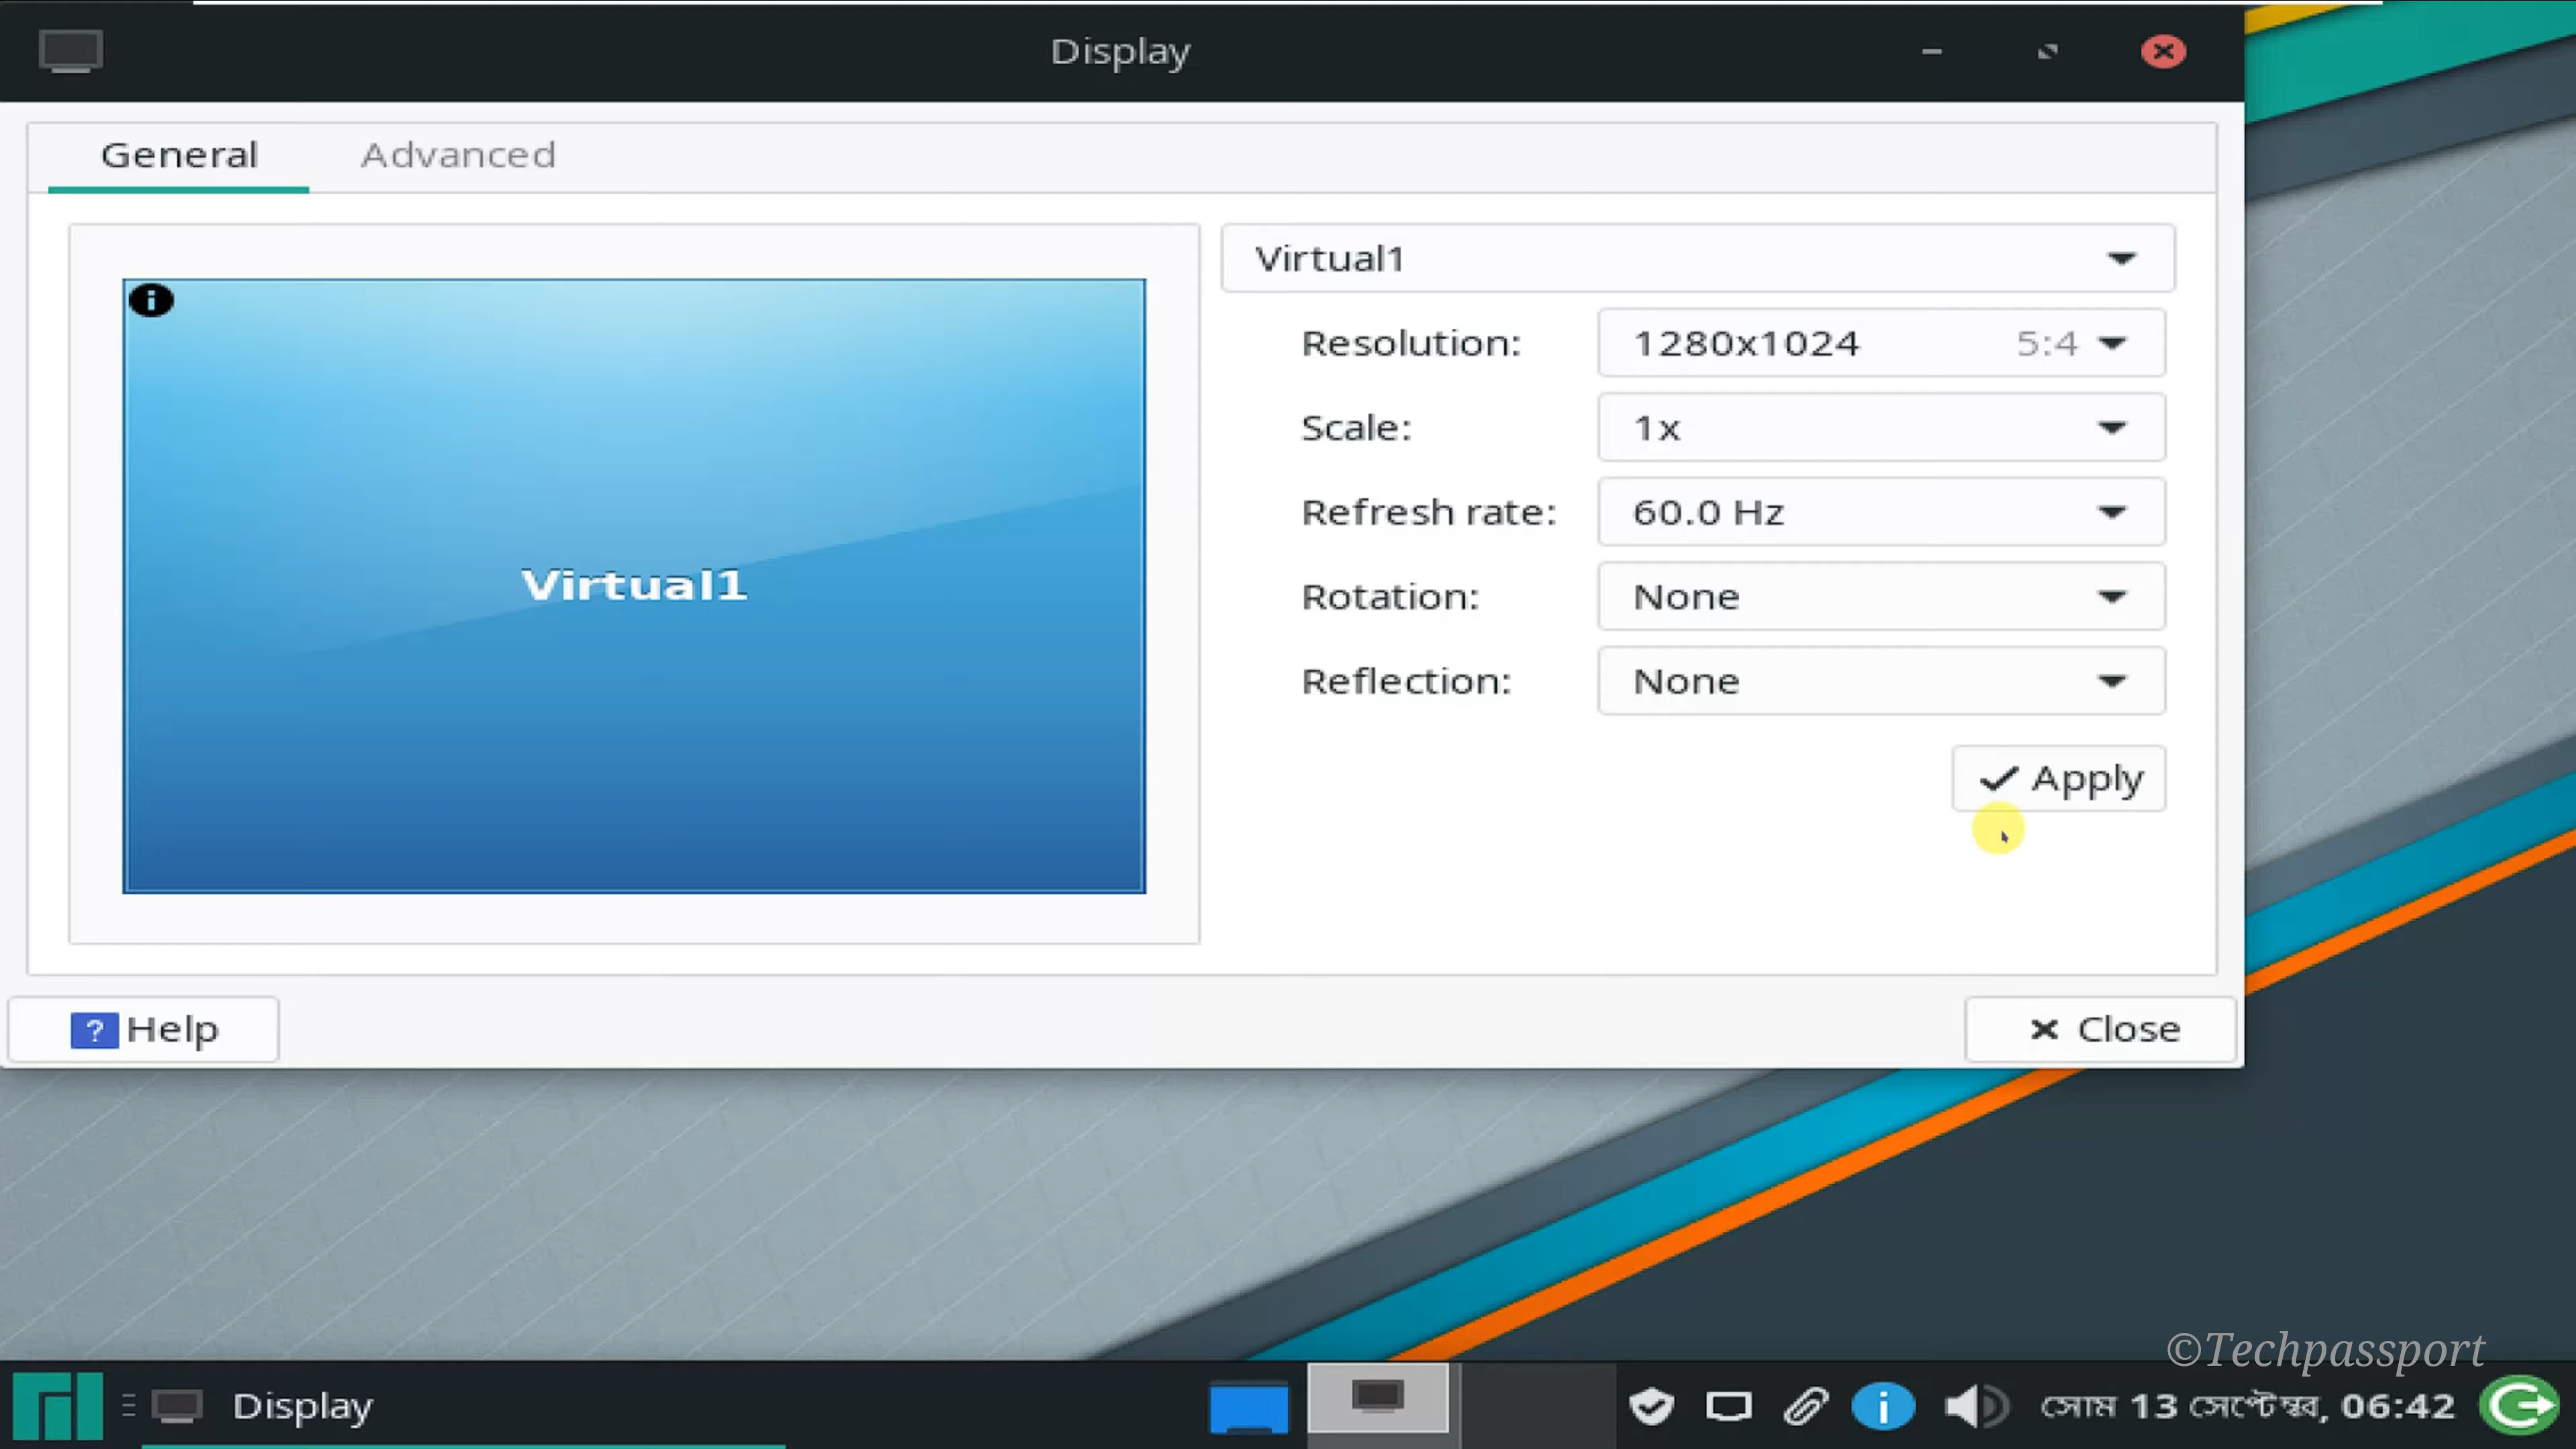 Display
General Advanced
Virtual1
Virtual1
Resolution: 1280x1024 5:4
Scale: 1x
Refresh rate: 60.0 Hz
Rotation: None
Reflection: None
Apply
? Help
Close
©Techpassport
Display
সোম 13 সেপ্টেম্বর, 06:42